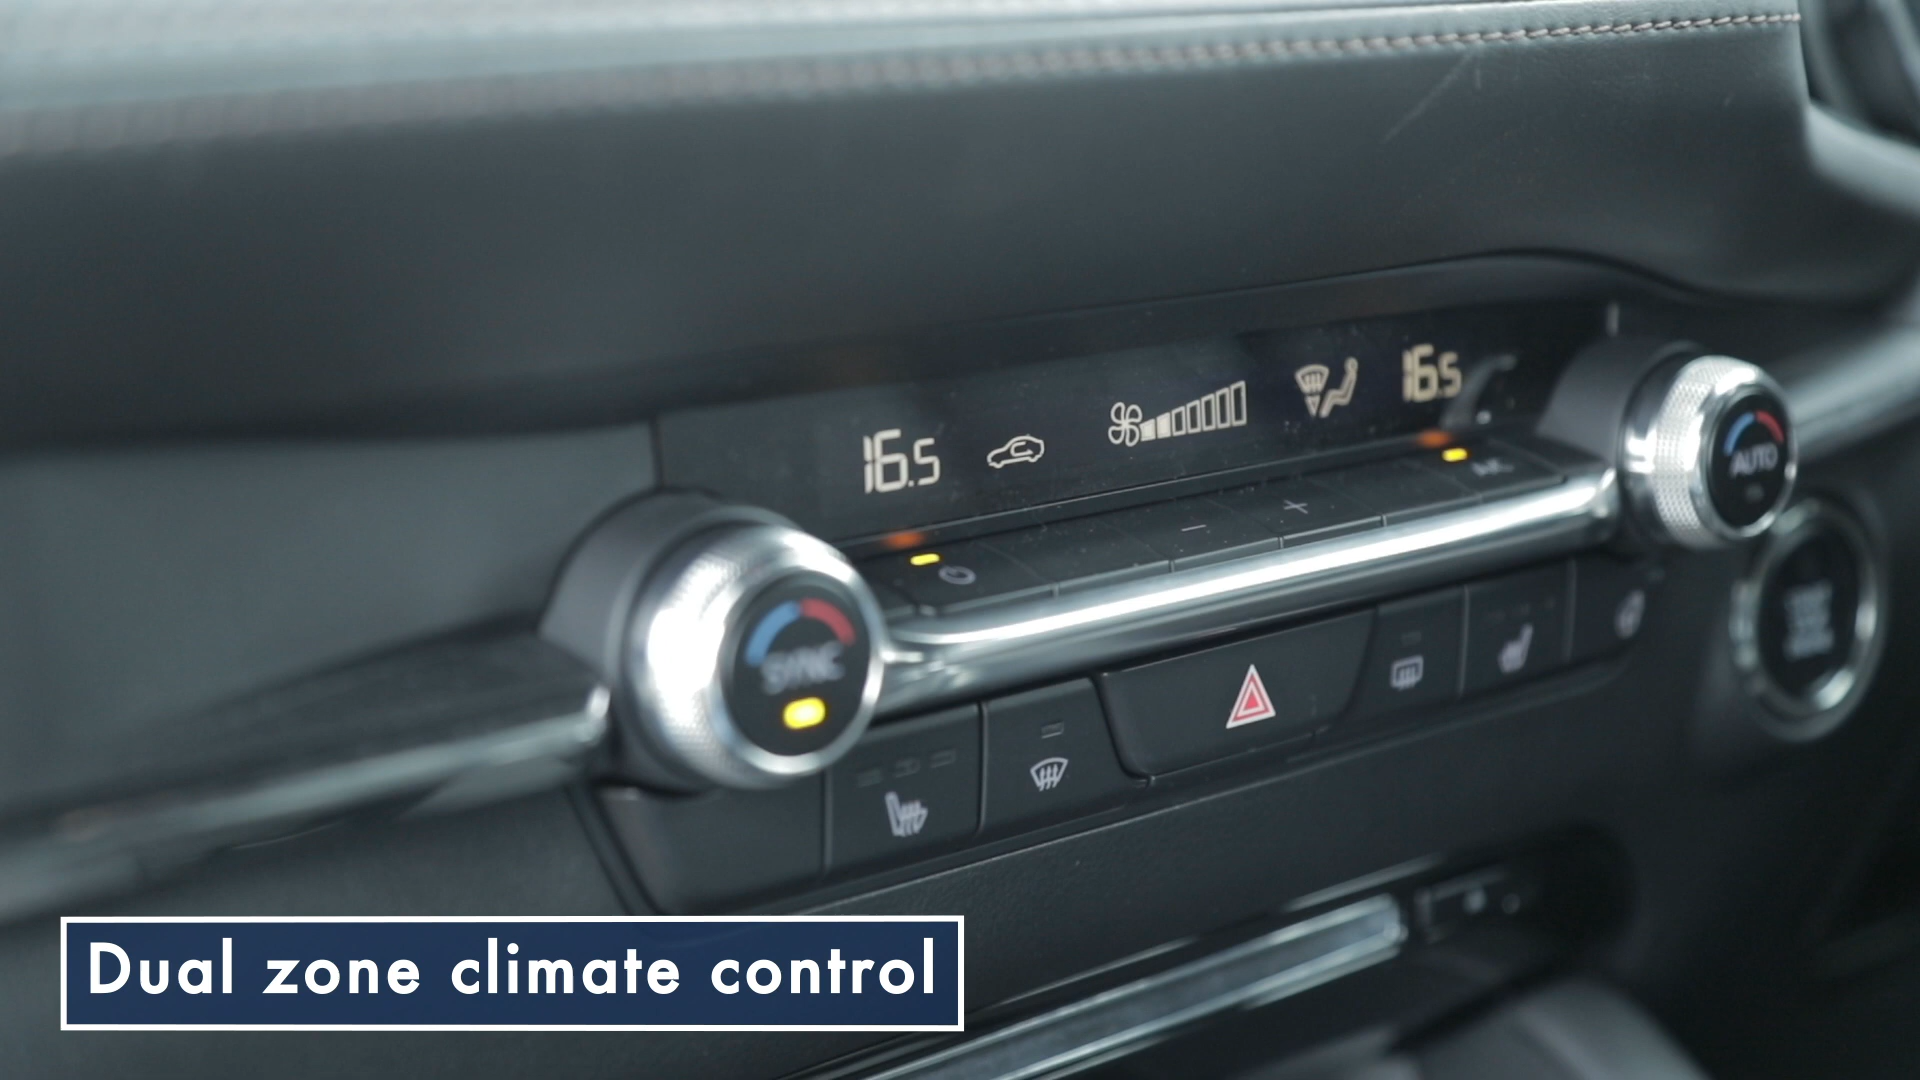 16.5
16.5
AUTO
A/C
- +
SYNC
Dual zone climate control